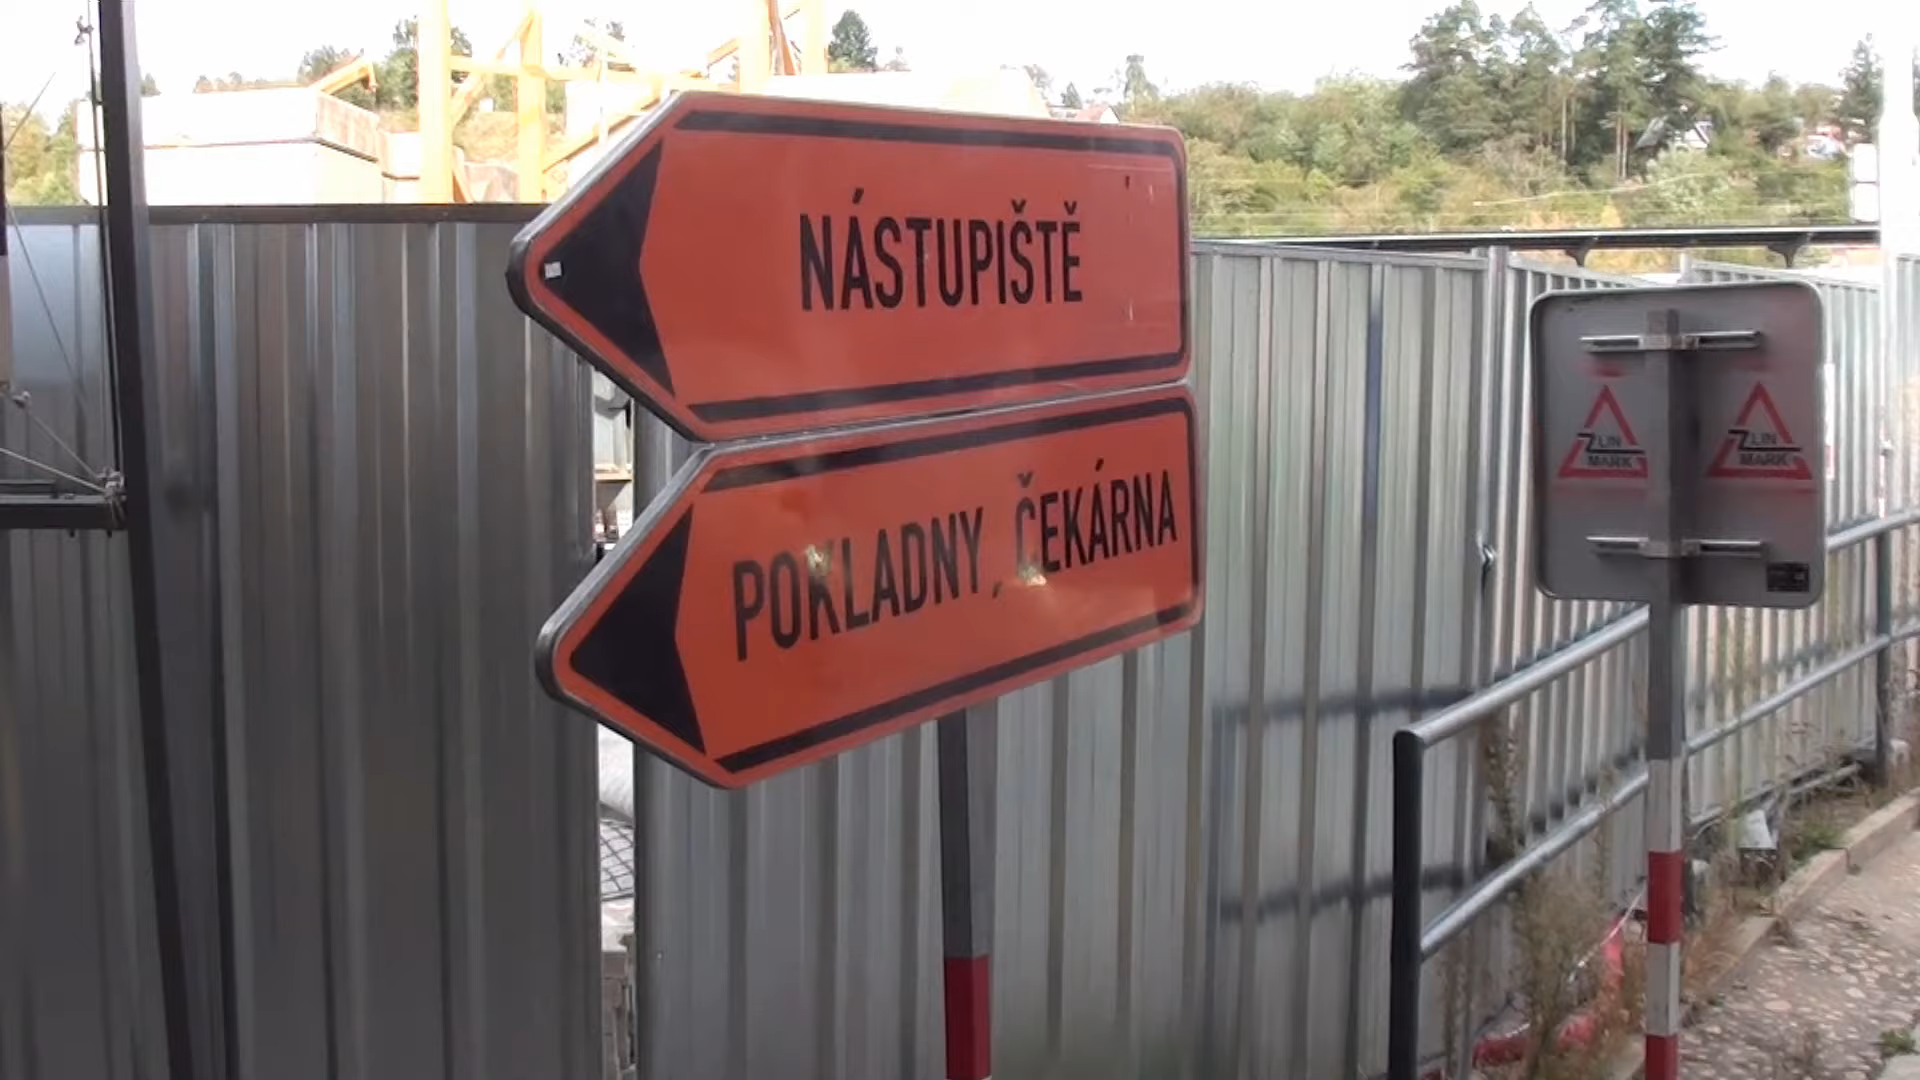 NÁSTUPIŠTĚ
POKLADNY, ČEKÁRNA
ZLIN
MARK
ZLIN
MARK